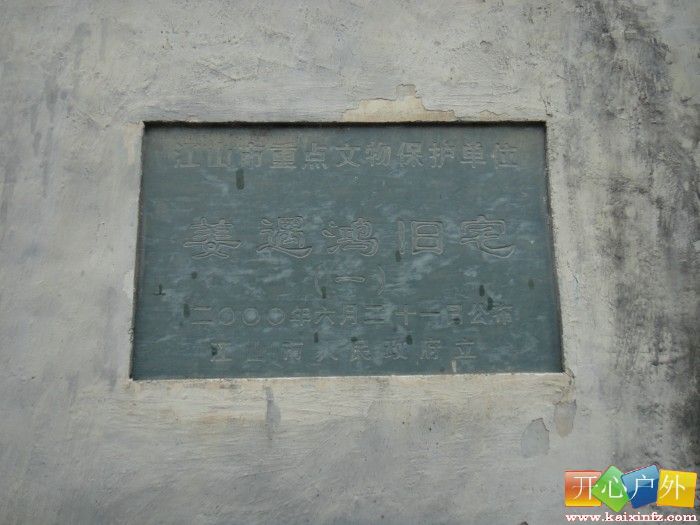 江山市重点文物保护单位
姜遇鸿旧宅
(一)
二〇〇〇年六月二十一日公布
江山市人民政府立
开心户外
www.kaixinfz.com